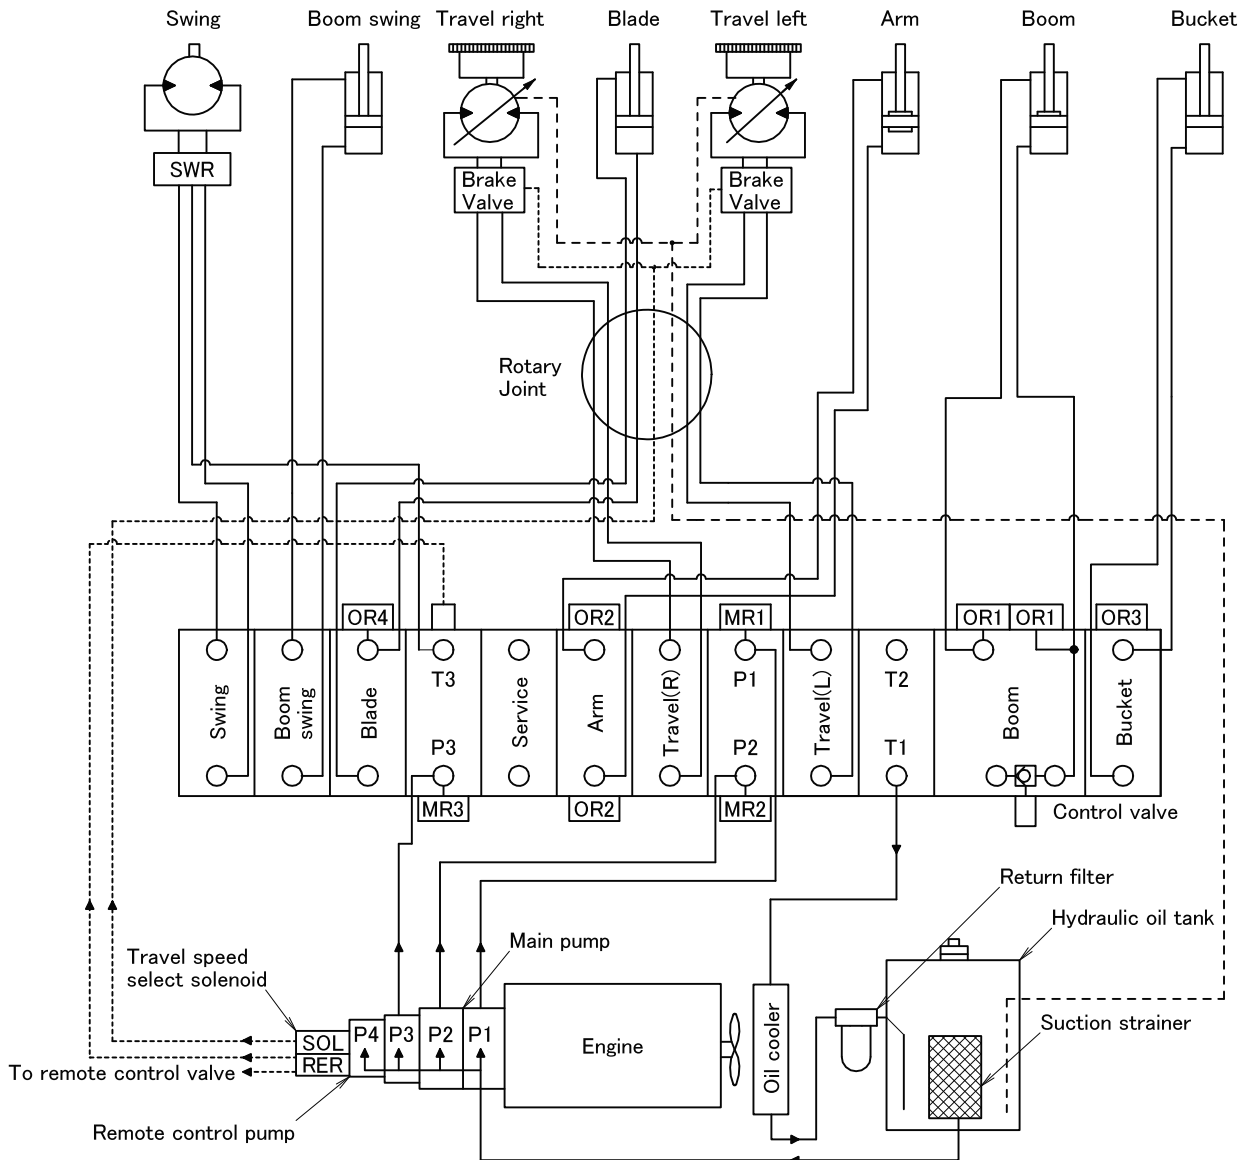 Swing
Boom swing
Travel right
Blade
Travel left
Arm
Boom
Bucket
SWR
Brake
Valve
Brake
Valve
Rotary
Joint
OR4
OR2
MR1
OR1
OR1
OR3
Swing
Boom
swing
Blade
T3
P3
Service
Arm
Travel(R)
P1
P2
Travel(L)
T2
T1
Boom
Bucket
MR3
OR2
MR2
Control valve
Return filter
Hydraulic oil tank
Main pump
Travel speed
select solenoid
Suction strainer
SOL
RER
P4
P3
P2
P1
Engine
Oil cooler
To remote control valve
Remote control pump